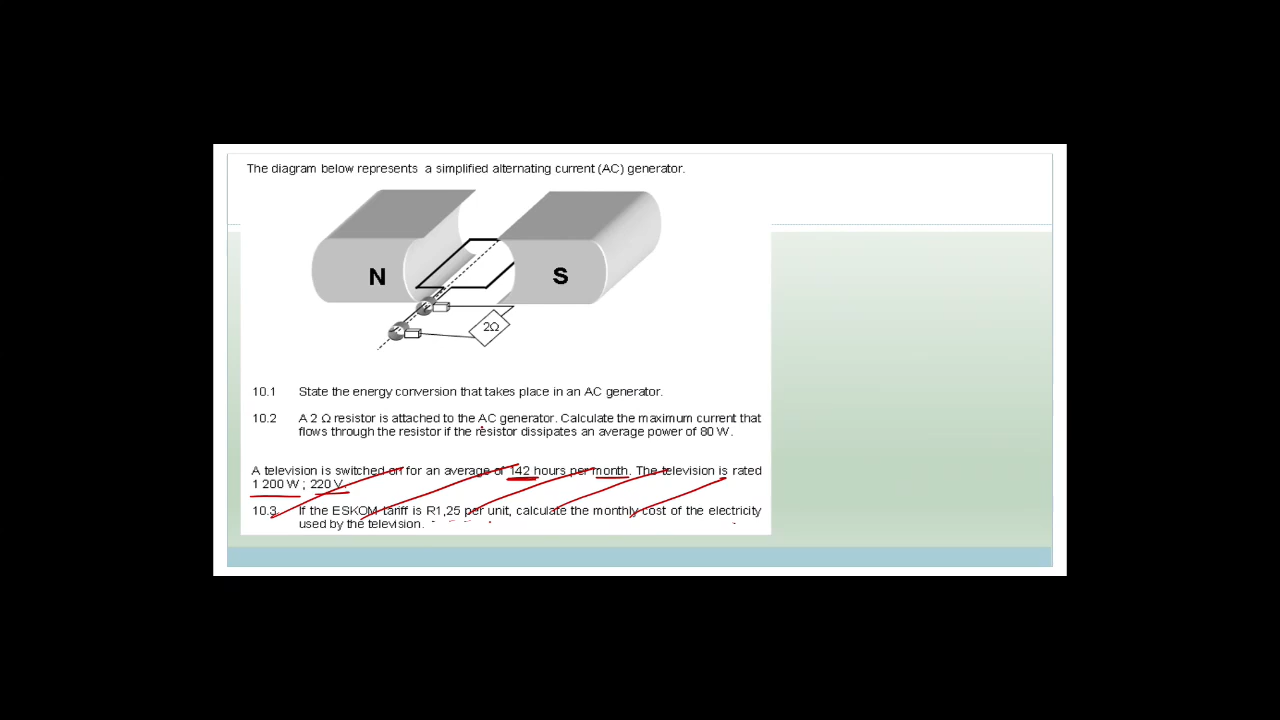 The diagram below represents a simplified alternating current (AC) generator.
N
S
2Ω
10.1 State the energy conversion that takes place in an AC generator.
10.2 A 2 Ω resistor is attached to the AC generator. Calculate the maximum current that
flows through the resistor if the resistor dissipates an average power of 80 W.
A television is switched on for an average of 142 hours per month. The television is rated
1 200 W ; 220 V.
10.3 If the ESKOM tariff is R1,25 per unit, calculate the monthly cost of the electricity
used by the television.